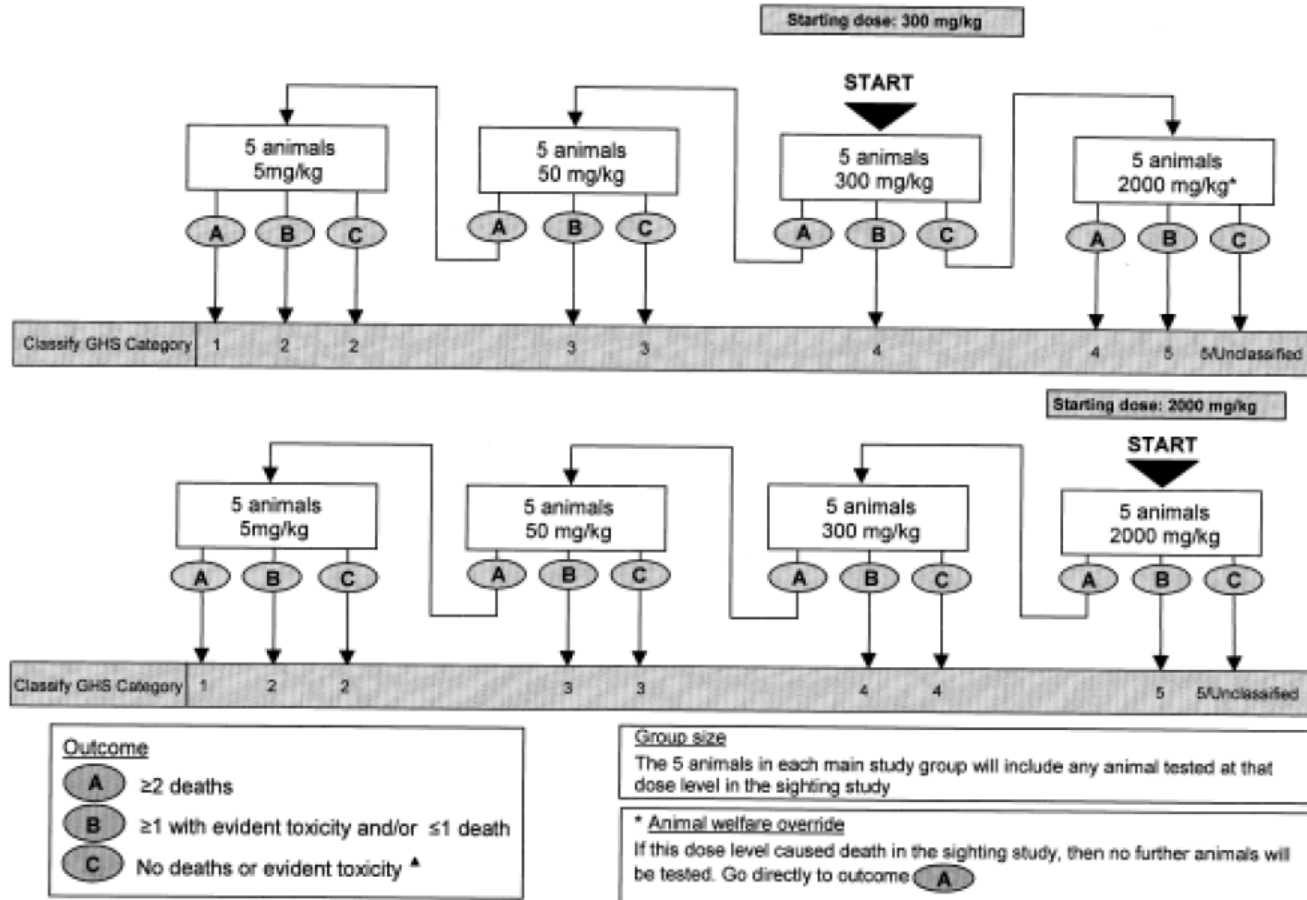 Starting dose: 300 mg/kg
START
5 animals
5mg/kg
5 animals
50 mg/kg
5 animals
300 mg/kg
5 animals
2000 mg/kg*
A B C A B C A B C A B C
Classify GHS Category 1 2 2 3 3 4 4 5 5/Unclassified
Starting dose: 2000 mg/kg
START
5 animals
5mg/kg
5 animals
50 mg/kg
5 animals
300 mg/kg
5 animals
2000 mg/kg
A B C A B C A B C A B C
Classify GHS Category 1 2 2 3 3 4 4 5 5/Unclassified
Outcome
A ≥2 deaths
B ≥1 with evident toxicity and/or ≤1 death
C No deaths or evident toxicity ▲
Group size
The 5 animals in each main study group will include any animal tested at that
dose level in the sighting study
* Animal welfare override
If this dose level caused death in the sighting study, then no further animals will
be tested. Go directly to outcome A